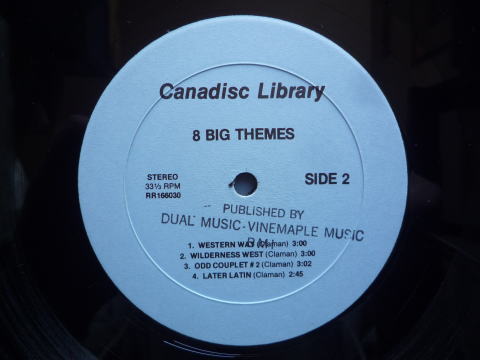 Canadisc Library
8 BIG THEMES
STEREO
33⅓ RPM
RR166030
SIDE 2
PUBLISHED BY
DUAL MUSIC-VINEMAPLE MUSIC
1. WESTERN WAY (Claman) 3:00
2. WILDERNESS WEST (Claman) 3:00
3. ODD COUPLET #2 (Claman) 3:02
4. LATER LATIN (Claman) 2:45